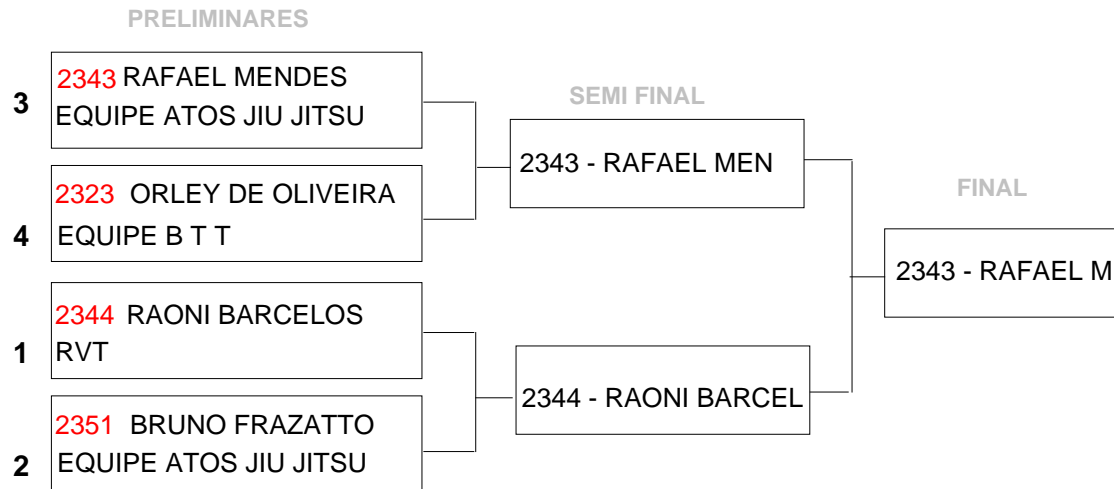 PRELIMINARES
2343 RAFAEL MENDES
3
EQUIPE ATOS JIU JITSU
SEMI FINAL
2343 - RAFAEL MEN
2323 ORLEY DE OLIVEIRA
4
EQUIPE B T T
FINAL
2343 - RAFAEL M
2344 RAONI BARCELOS
1
RVT
2344 - RAONI BARCEL
2351 BRUNO FRAZATTO
2
EQUIPE ATOS JIU JITSU